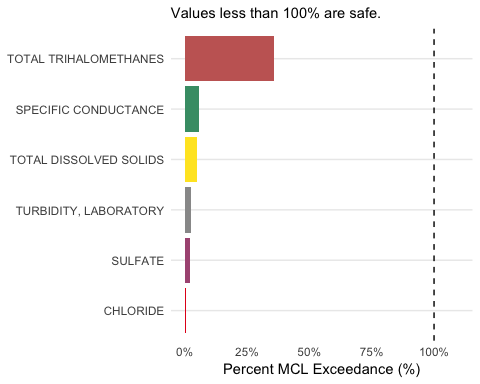 Values less than 100% are safe.
TOTAL TRIHALOMETHANES
SPECIFIC CONDUCTANCE
TOTAL DISSOLVED SOLIDS
TURBIDITY, LABORATORY
SULFATE
CHLORIDE
0% 25% 50% 75% 100%
Percent MCL Exceedance (%)